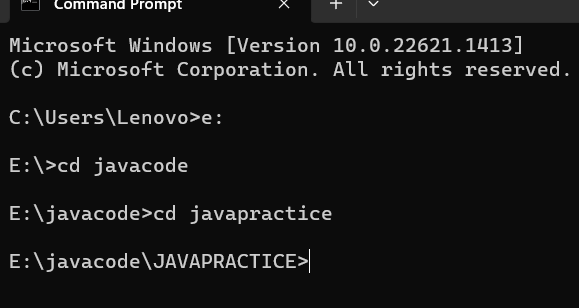 Command Prompt
Microsoft Windows [Version 10.0.22621.1413]
(c) Microsoft Corporation. All rights reserved.
C:\Users\Lenovo>e:
E:\>cd javacode
E:\javacode>cd javapractice
E:\javacode\JAVAPRACTICE>